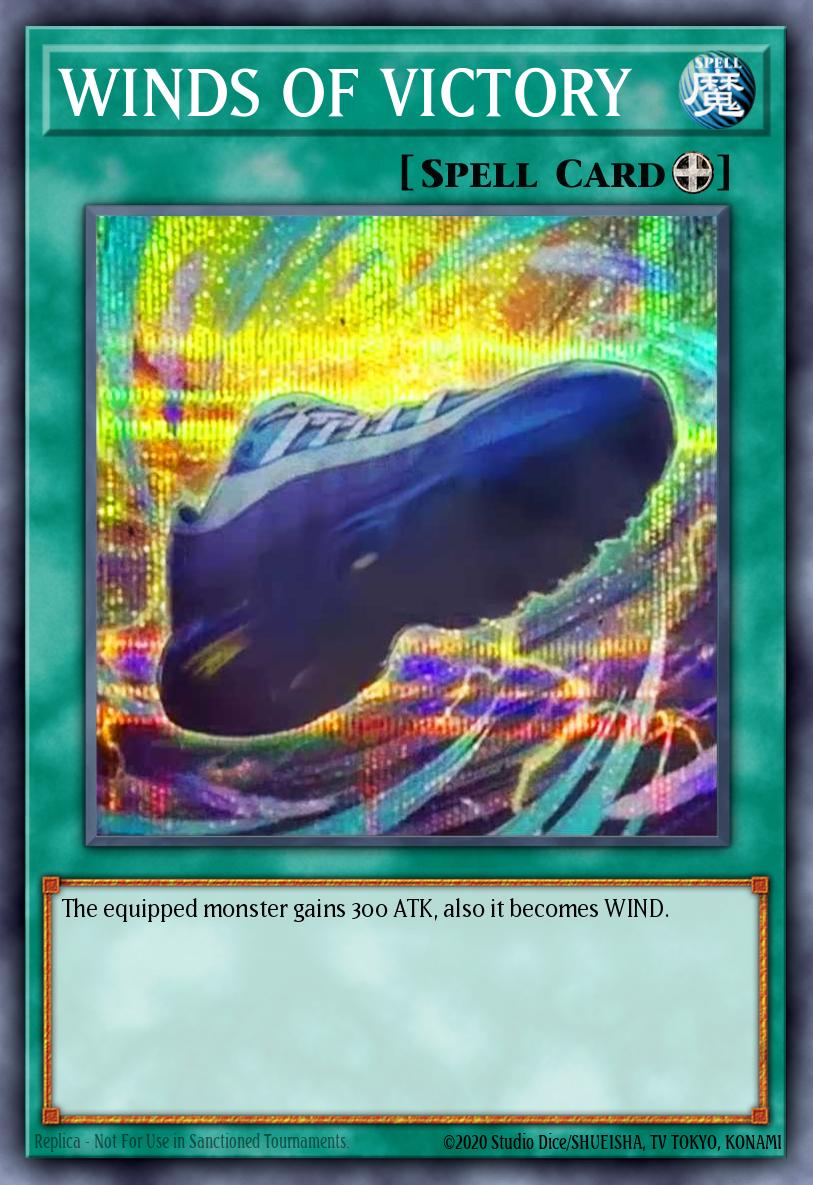 WINDS OF VICTORY
SPELL
魔
[SPELL CARD]
The equipped monster gains 300 ATK, also it becomes WIND.
Replica - Not For Use in Sanctioned Tournaments.
©2020 Studio Dice/SHUEISHA, TV TOKYO, KONAMI